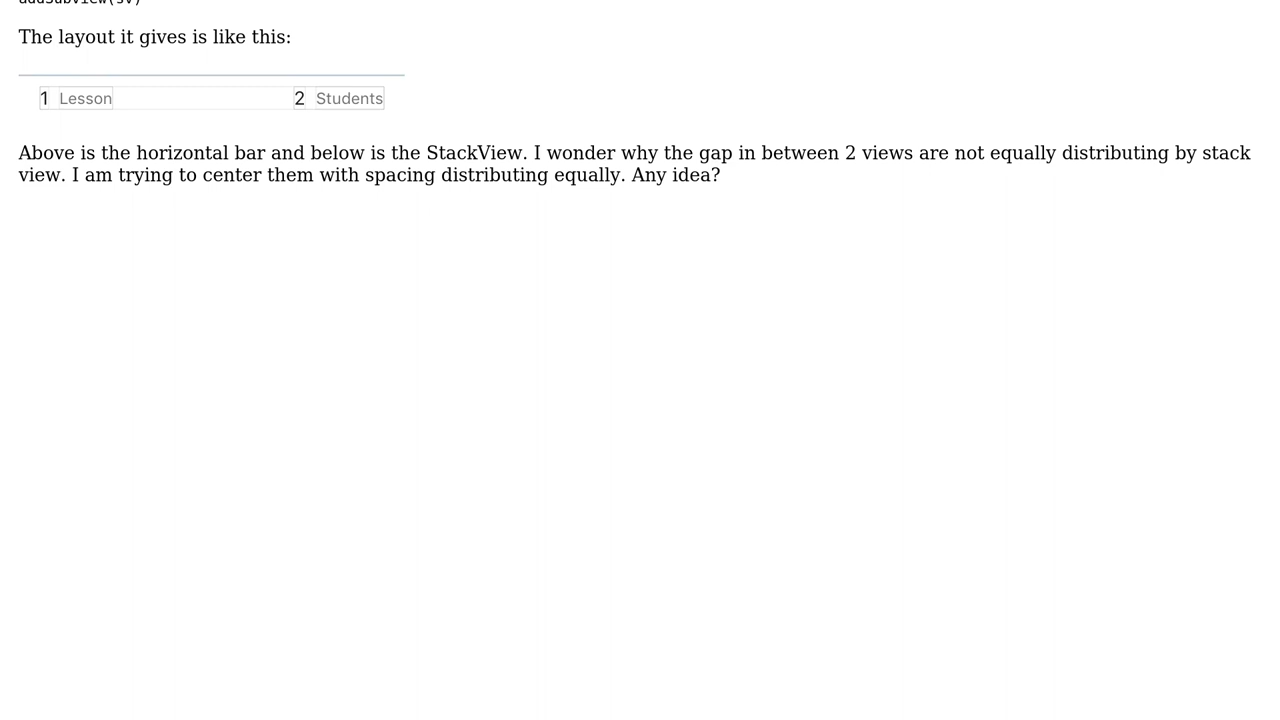 addSubview(sv)
The layout it gives is like this:
1 Lesson 2 Students
Above is the horizontal bar and below is the StackView. I wonder why the gap in between 2 views are not equally distributing by stack
view. I am trying to center them with spacing distributing equally. Any idea?